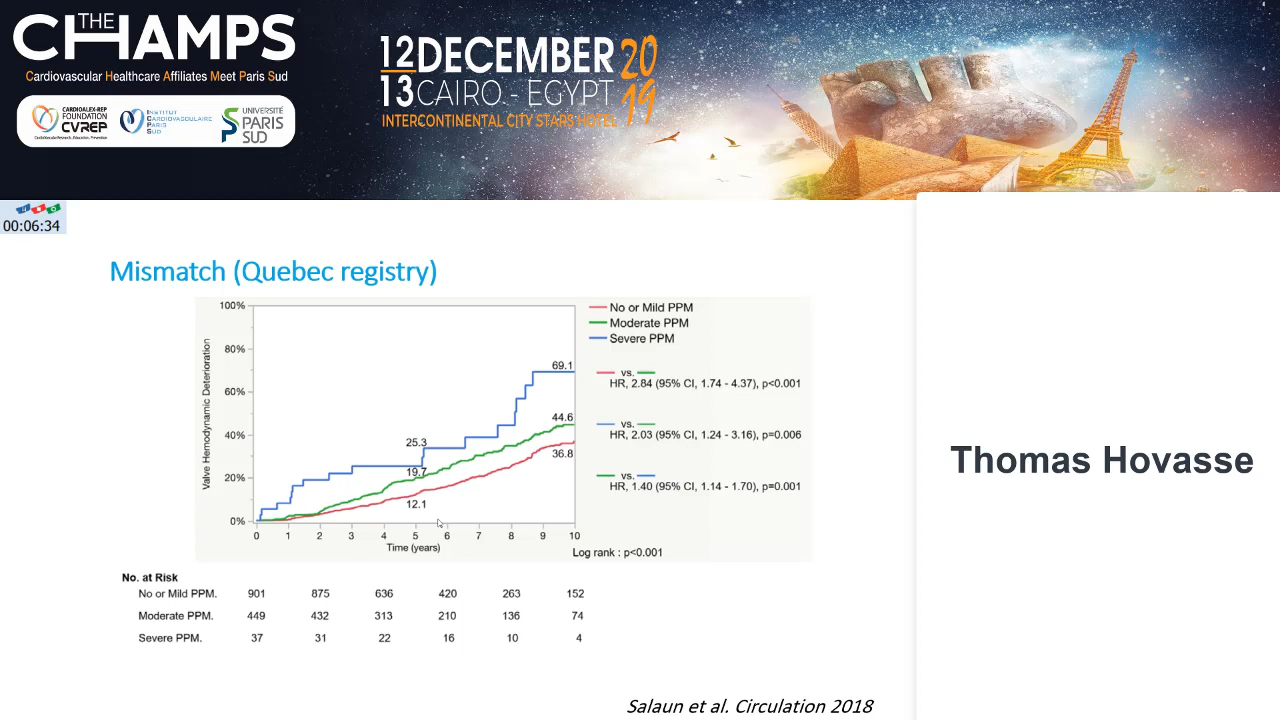 THE
CHAMPS
Cardiovascular Healthcare Affiliates Meet Paris Sud
CARDIOALEX-REP
FOUNDATION
CVREP
INSTITUT
CARDIOVASCULAIRE
PARIS
SUD
UNIVERSITÉ
PARIS
SUD
12 DECEMBER 2019
13 CAIRO - EGYPT
INTERCONTINENTAL CITY STARS HOTEL
00:06:34
Mismatch (Quebec registry)
Valve Hemodynamic Deterioration
100%
80%
60%
40%
20%
0%
69.1
44.6
36.8
25.3
19.7
12.1
0 1 2 3 4 5 6 7 8 9 10
Time (years)
No or Mild PPM
Moderate PPM
Severe PPM
vs.
HR, 2.84 (95% CI, 1.74 - 4.37), p<0.001
vs.
HR, 2.03 (95% CI, 1.24 - 3.16), p=0.006
vs.
HR, 1.40 (95% CI, 1.14 - 1.70), p=0.001
Log rank : p<0.001
No. at Risk
No or Mild PPM. 901 875 636 420 263 152
Moderate PPM. 449 432 313 210 136 74
Severe PPM. 37 31 22 16 10 4
Salaun et al. Circulation 2018
Thomas Hovasse